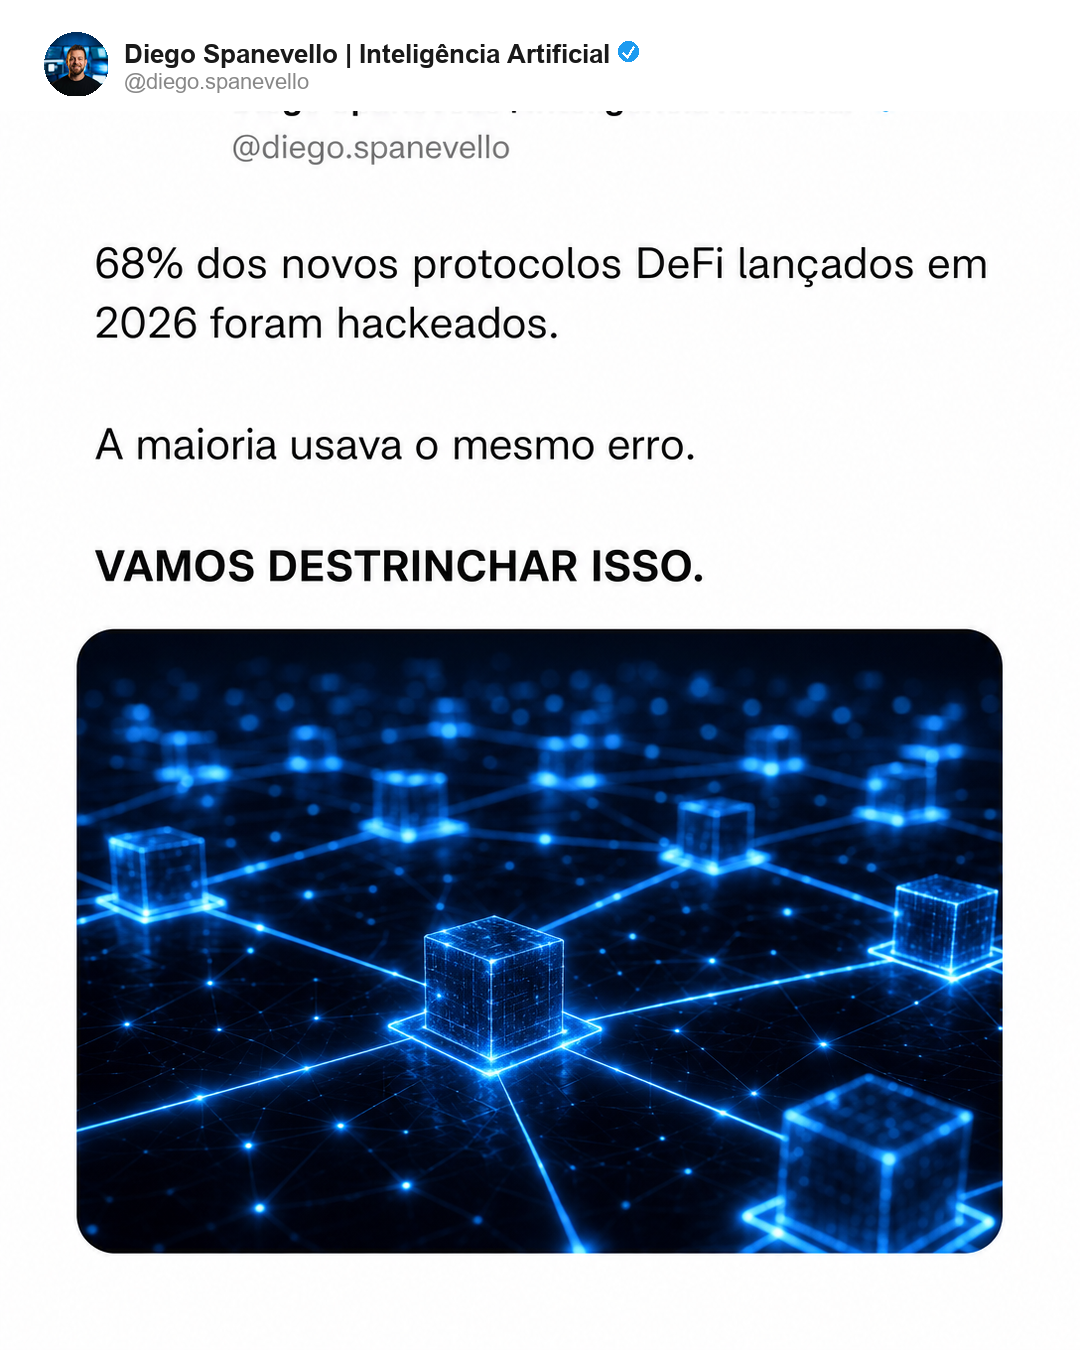 Diego Spanevello | Inteligência Artificial
@diego.spanevello
@diego.spanevello
68% dos novos protocolos DeFi lançados em
2026 foram hackeados.
A maioria usava o mesmo erro.
VAMOS DESTRINCHAR ISSO.